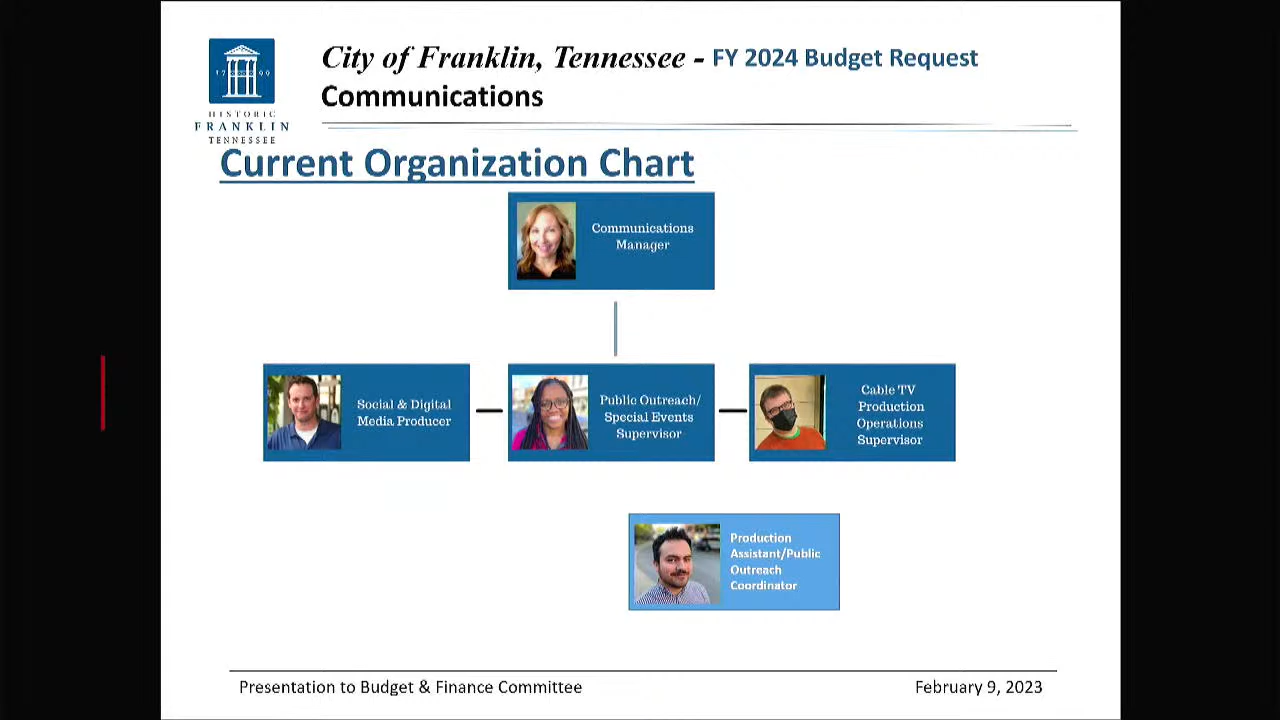 City of Franklin, Tennessee - FY 2024 Budget Request
Communications
17 99
HISTORIC
FRANKLIN
TENNESSEE
Current Organization Chart
Communications
Manager
Social & Digital
Media Producer
Public Outreach/
Special Events
Supervisor
Cable TV
Production
Operations
Supervisor
Production
Assistant/Public
Outreach
Coordinator
Presentation to Budget & Finance Committee
February 9, 2023